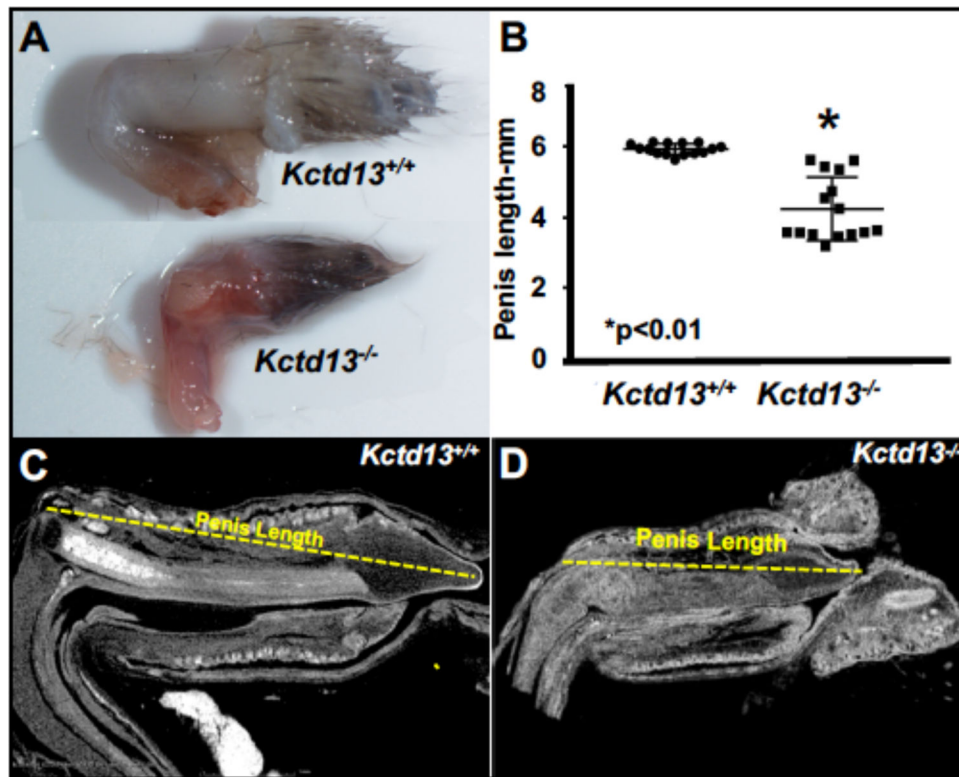 A
Kctd13+/+
Kctd13-/-
B
Penis length-mm
8
6
4
2
0
*
*p<0.01
Kctd13+/+ Kctd13-/-
C
Kctd13+/+
Penis Length
D
Kctd13-/-
Penis Length